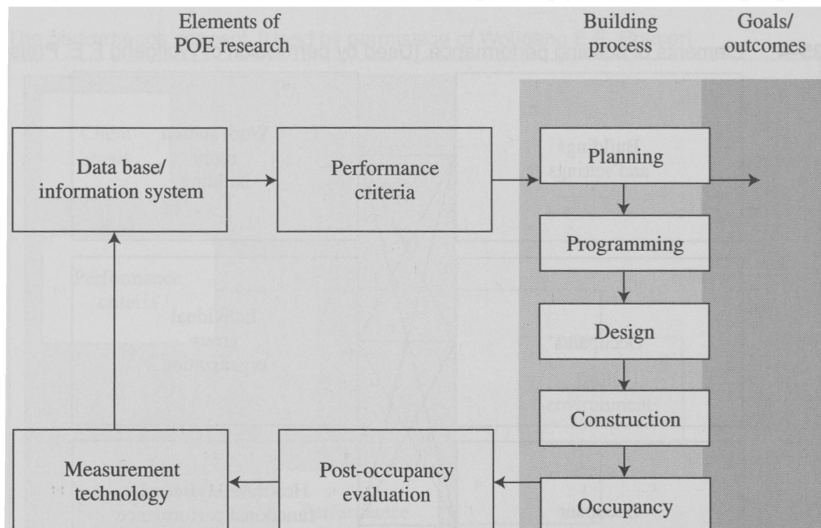 Elements of
POE research
Building
process
Goals/
outcomes
Data base/
information system
Performance
criteria
Planning
Programming
Design
Construction
Measurement
technology
Post-occupancy
evaluation
Occupancy